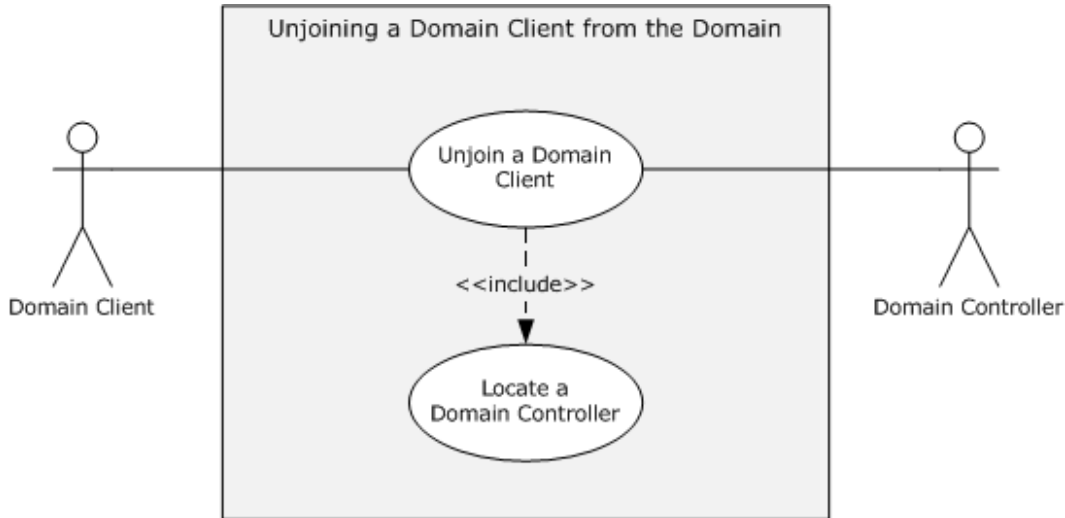 Unjoining a Domain Client from the Domain
Unjoin a Domain
Client
<<include>>
Domain Client
Domain Controller
Locate a
Domain Controller